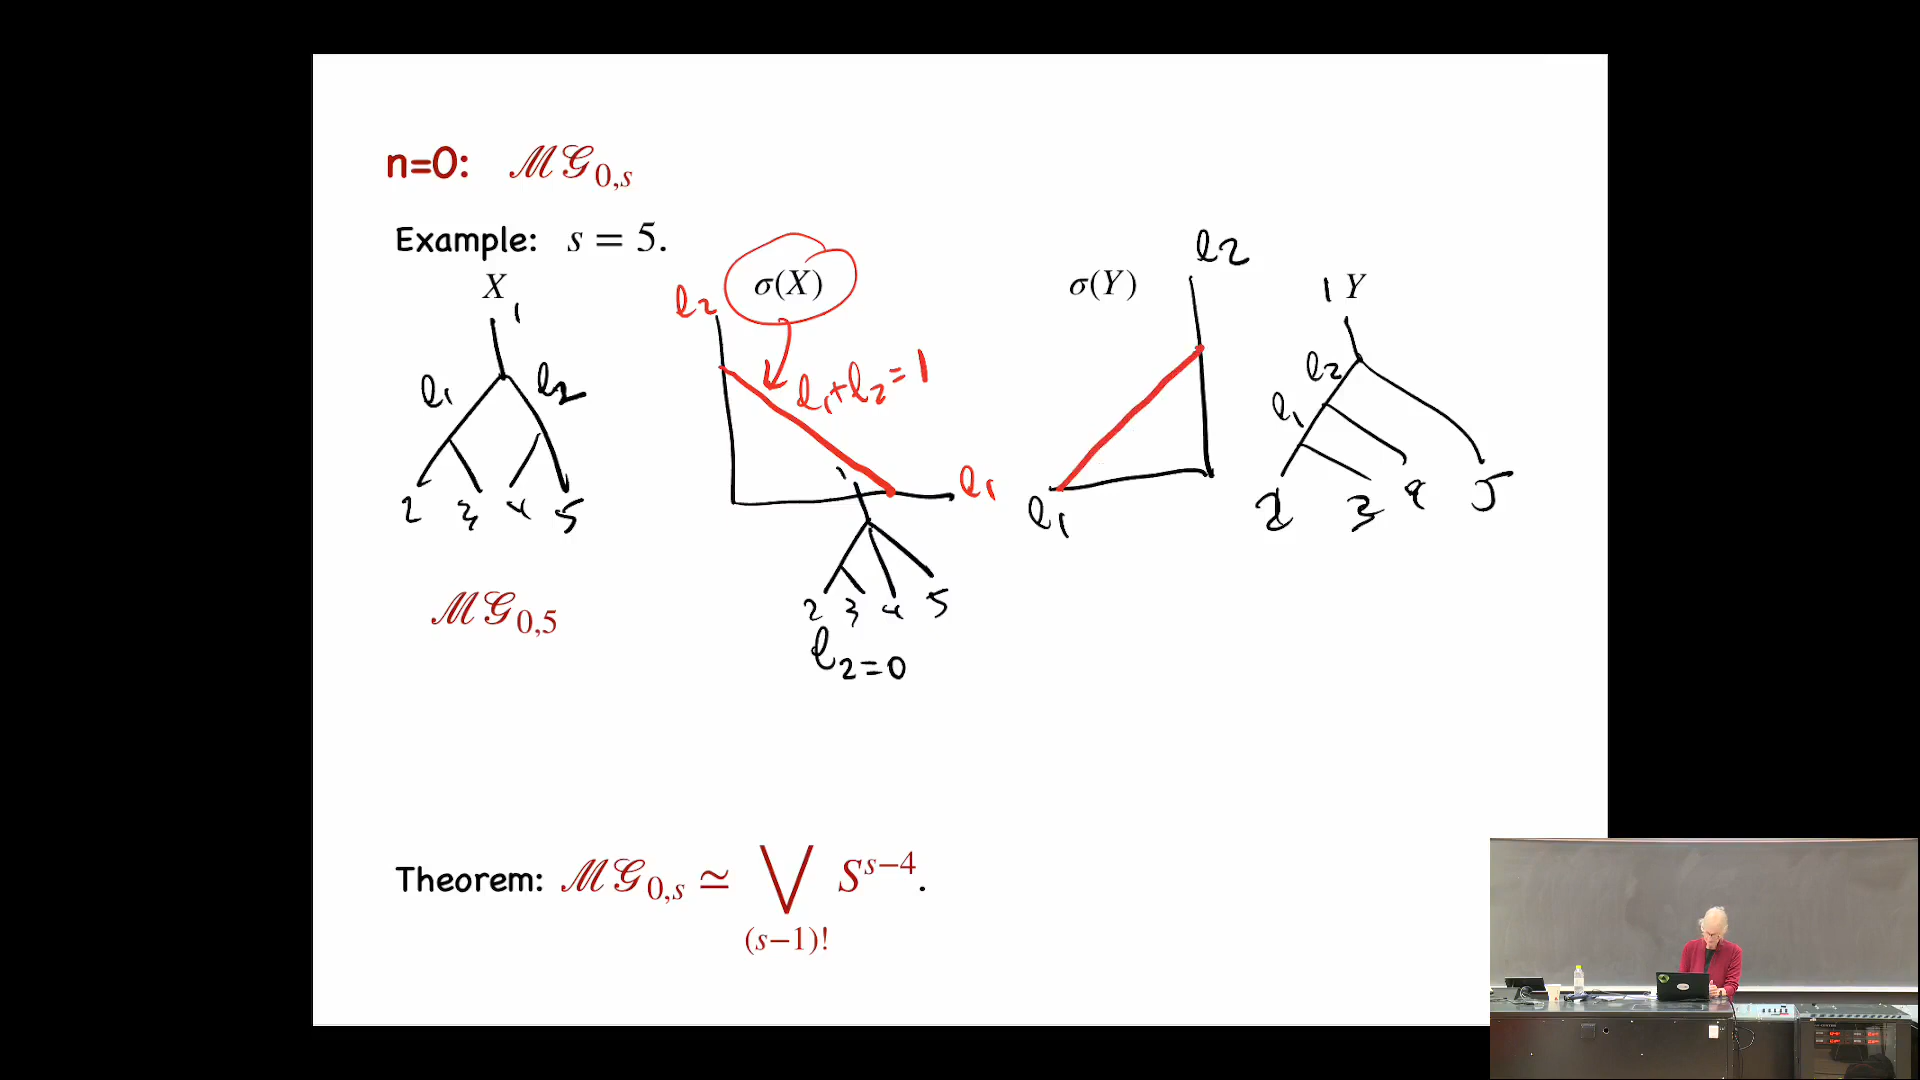 n=0: ℳ𝒢₀,ₛ
Example: s = 5.
X
σ(X)
σ(Y)
Y
1
ℓ1 ℓ2
2 3 4 5
ℓ2
ℓ1+ℓ2=1
ℓ1
1
2 3 4 5
ℓ2=0
ℓ2
ℓ1
1
ℓ2
ℓ1
2 3 4 5
ℳ𝒢₀,₅
Theorem: ℳ𝒢₀,ₛ ≃ ⋁ S^{s−4}.
(s−1)!